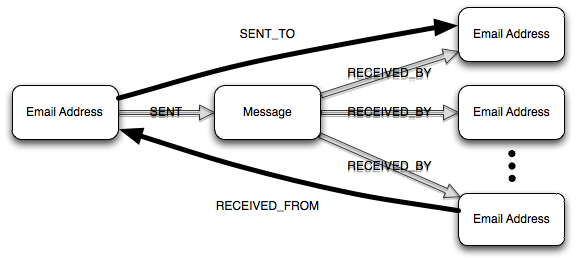 SENT_TO
Email Address
RECEIVED_BY
Email Address
SENT
Message
RECEIVED_BY
Email Address
RECEIVED_BY
RECEIVED_FROM
Email Address